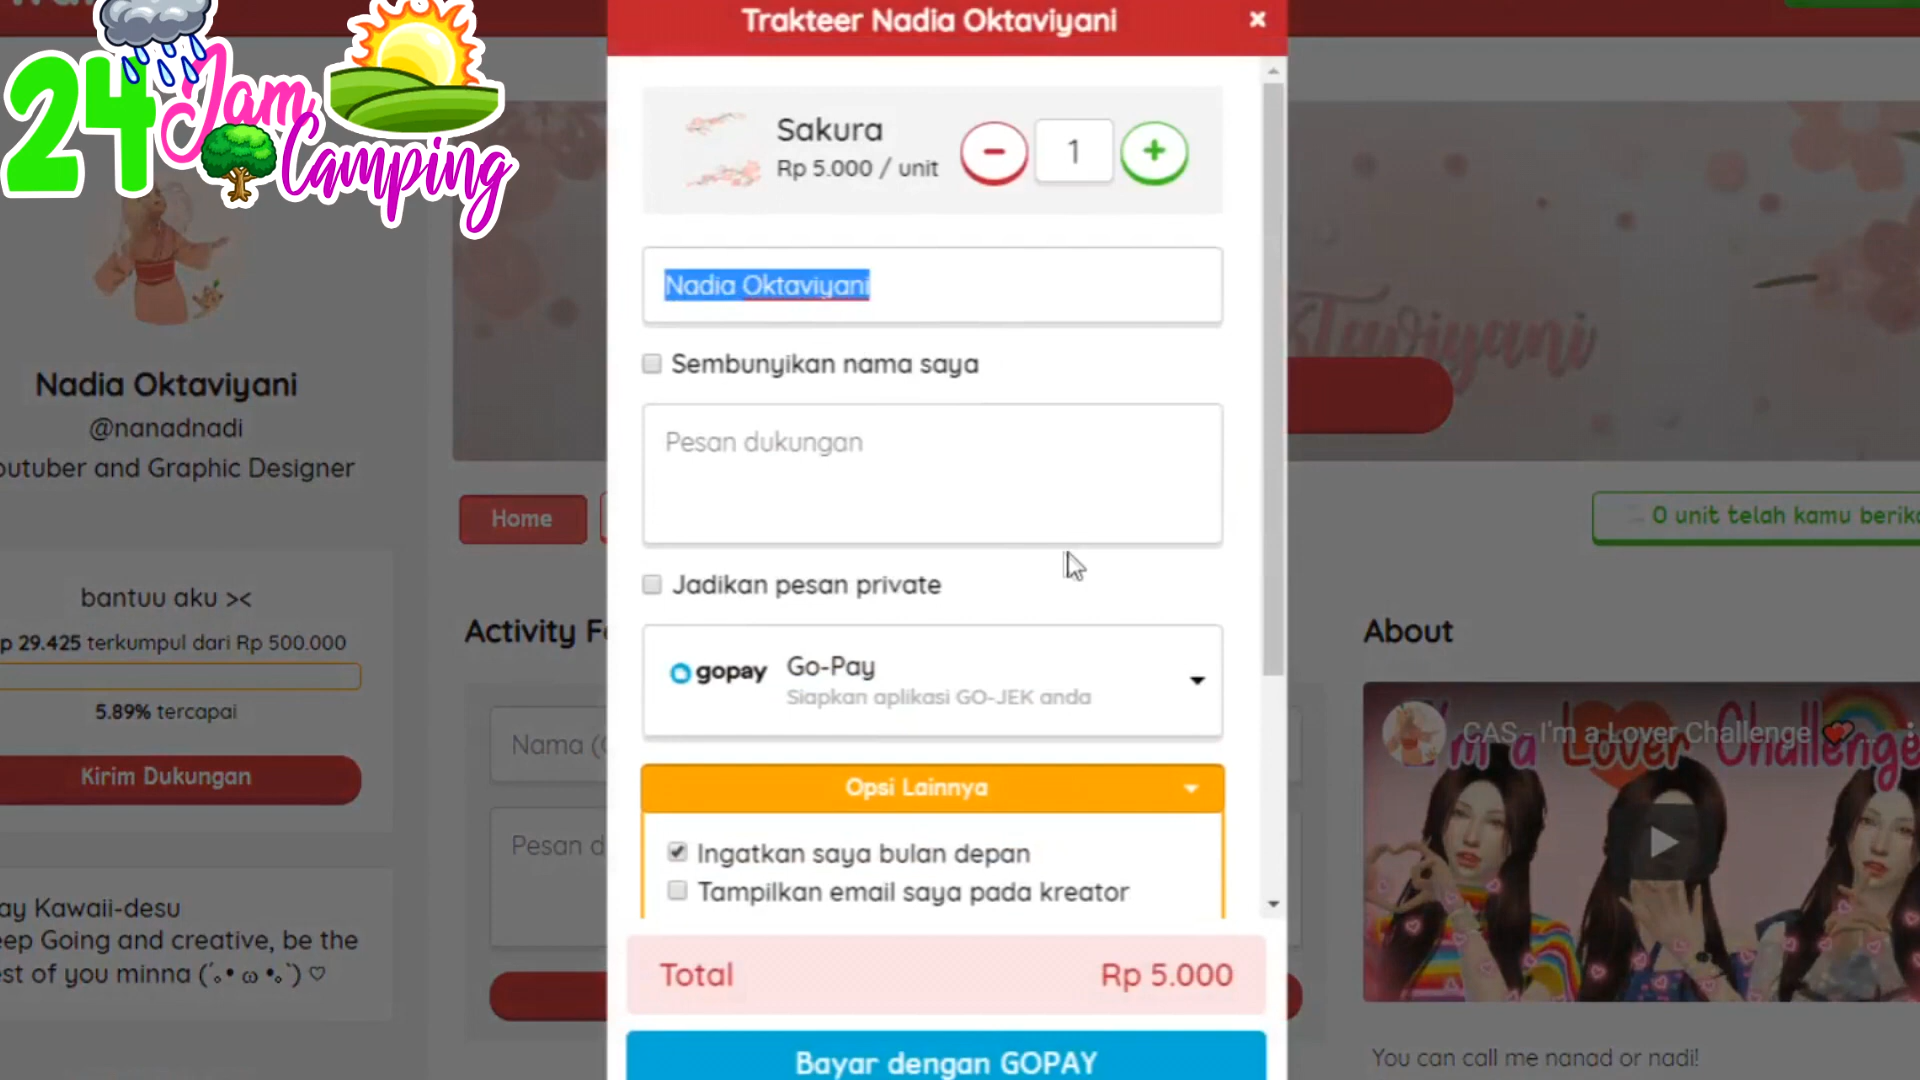 24 Jam
Camping
Trakteer Nadia Oktaviyani
Sakura
Rp 5.000 / unit
1
Nadia Oktaviyani
Sembunyikan nama saya
Pesan dukungan
Jadikan pesan private
gopay
Go-Pay
Siapkan aplikasi GO-JEK anda
Opsi Lainnya
Ingatkan saya bulan depan
Tampilkan email saya pada kreator
Total
Rp 5.000
Bayar dengan GOPAY
Nadia Oktaviyani
@nanadnadi
outuber and Graphic Designer
bantuu aku ><
p 29.425 terkumpul dari Rp 500.000
5.89% tercapai
Kirim Dukungan
ay Kawaii-desu
eep Going and creative, be the
est of you minna (´｡• ω •｡`) ♡
Home
0 unit telah kamu berika
Activity Fe
Nama (
Pesan d
About
CAS - I'm a Lover Challenge ❤️...
I'm a Lover Challenge
You can call me nanad or nadi!